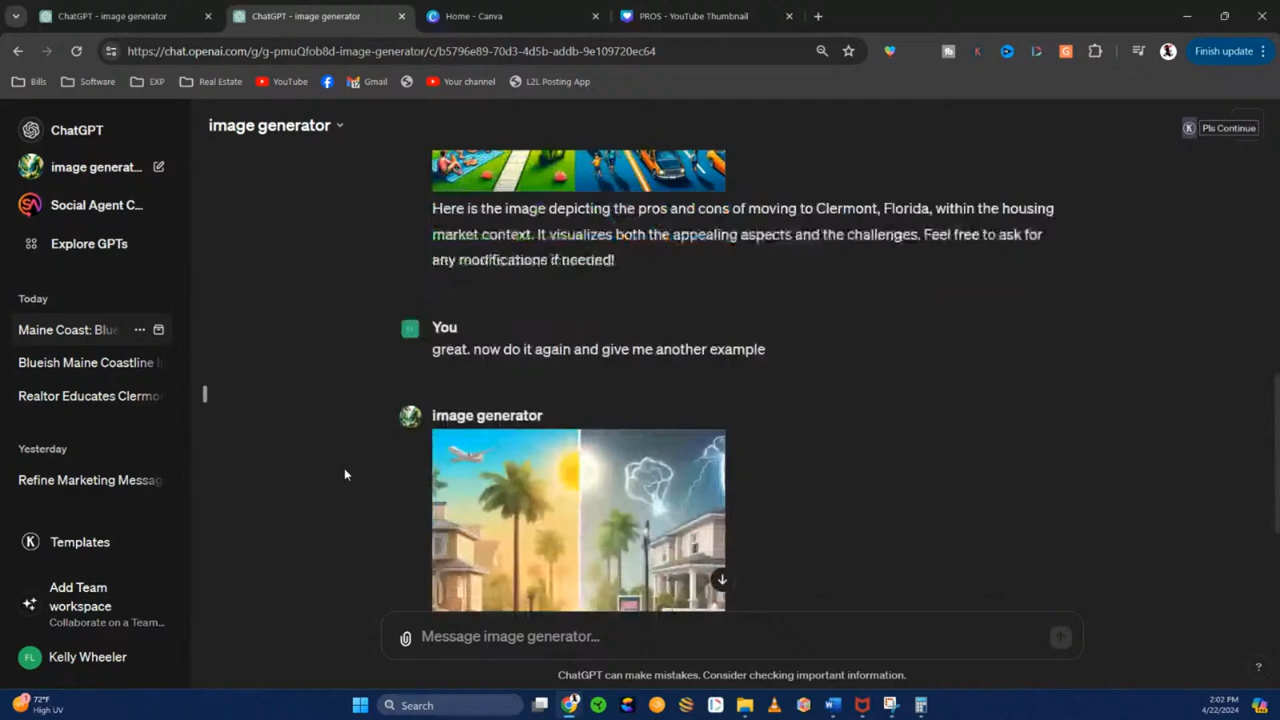 ChatGPT - image generator
ChatGPT - image generator
Home - Canva
PROS - YouTube Thumbnail
https://chat.openai.com/g/g-pmuQfob8d-image-generator/c/b5796e89-70d3-4d5b-addb-9e109720ec64
Finish update
Bills
Software
EXP
Real Estate
YouTube
Gmail
Your channel
L2L Posting App
ChatGPT
image generat...
Social Agent C...
Explore GPTs
Today
Maine Coast: Blue
Blueish Maine Coastline I
Realtor Educates Clermo
Yesterday
Refine Marketing Messag
Templates
Add Team
workspace
Collaborate on a Team...
FL
Kelly Wheeler
image generator
K Pls Continue
Here is the image depicting the pros and cons of moving to Clermont, Florida, within the housing
market context. It visualizes both the appealing aspects and the challenges. Feel free to ask for
any modifications if needed!
You
great. now do it again and give me another example
image generator
Message image generator...
ChatGPT can make mistakes. Consider checking important information.
?
72°F
High UV
Search
2:02 PM
4/22/2024